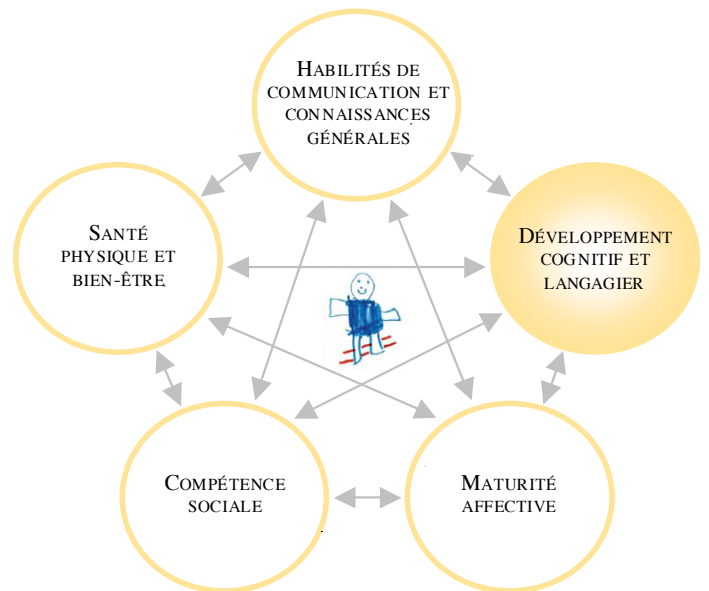 HABILITÉS DE
COMMUNICATION ET
CONNAISSANCES
GÉNÉRALES
SANTÉ
PHYSIQUE ET
BIEN-ÊTRE
DÉVELOPPEMENT
COGNITIF ET
LANGAGIER
COMPÉTENCE
SOCIALE
MATURITÉ
AFFECTIVE